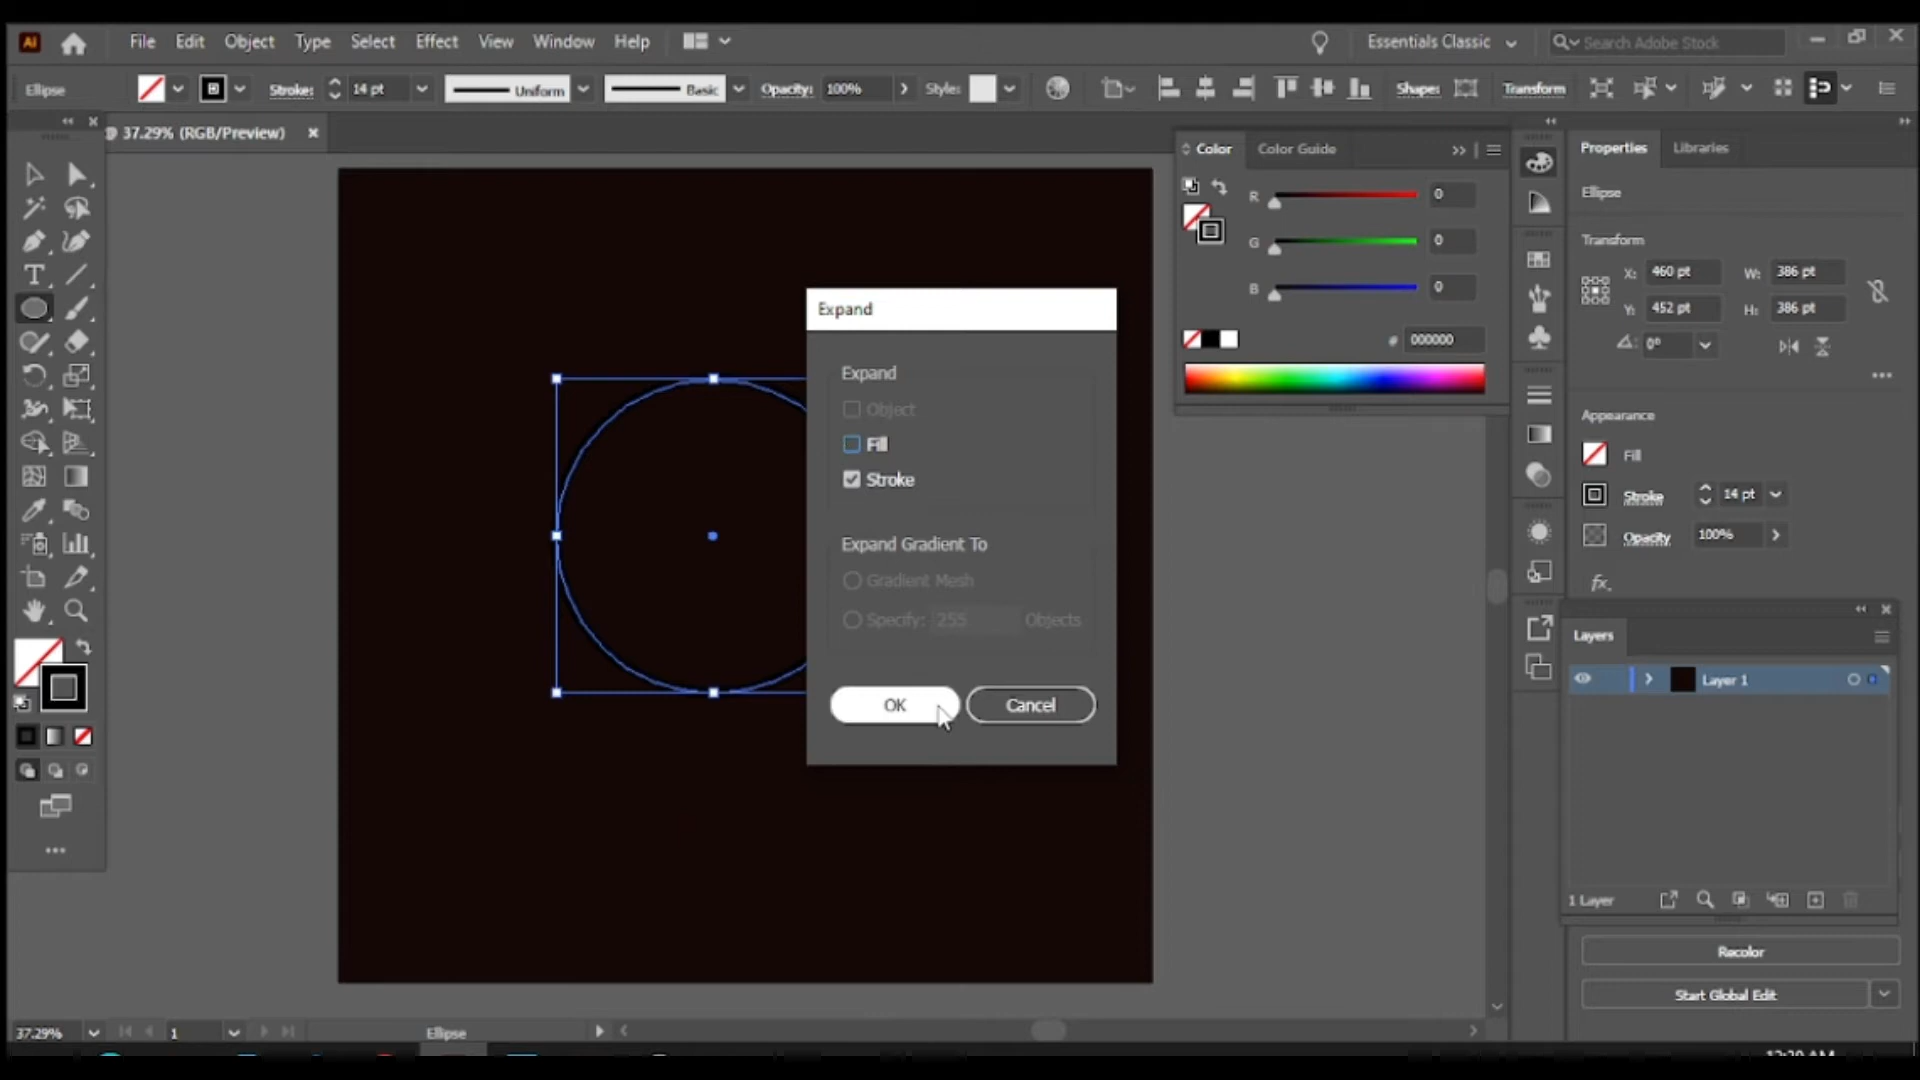 Ai File Edit Object Type Select Effect View Window Help Essentials Classic Search Adobe Stock
Ellipse Stroke: 14 pt Uniform Basic Opacity: 100% Style: Shape: Transform
37.29% (RGB/Preview) ×
Color Color Guide
R 0
G 0
B 0
# 000000
Properties Libraries
Ellipse
Transform
X: 460 pt W: 386 pt
Y: 452 pt H: 386 pt
0°
Appearance
Fill
Stroke 14 pt
Opacity 100%
fx.
Expand
Expand
Object
Fill
Stroke
Expand Gradient To
Gradient Mesh
Specify: 255 Objects
OK Cancel
Layers
Layer 1
1 Layer
Recolor
Start Global Edit
37.29% 1 Ellipse